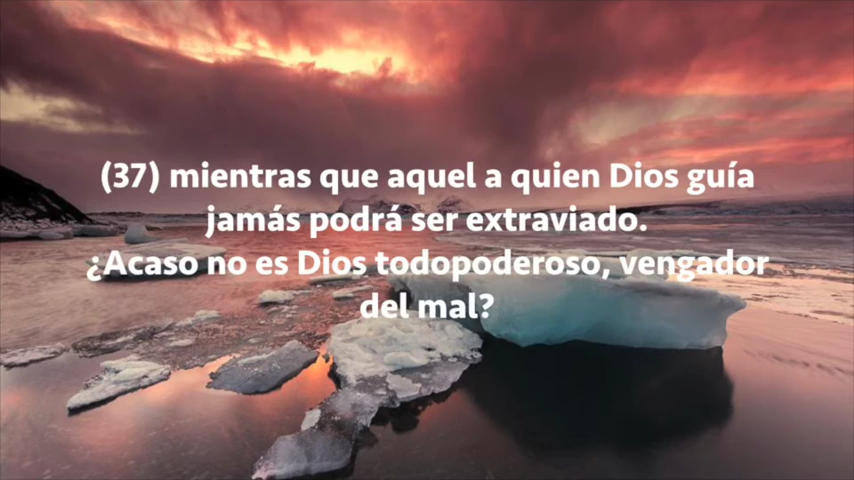 (37) mientras que aquel a quien Dios guía
jamás podrá ser extraviado.
¿Acaso no es Dios todopoderoso, vengador
del mal?